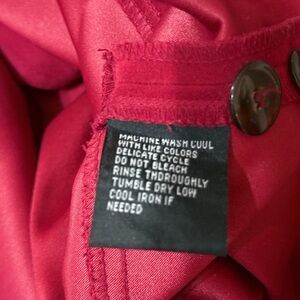 MACHINE WASH COOL
WITH LIKE COLORS
DELICATE CYCLE
DO NOT BLEACH
RINSE THOROUGHLY
TUMBLE DRY LOW
COOL IRON IF
NEEDED